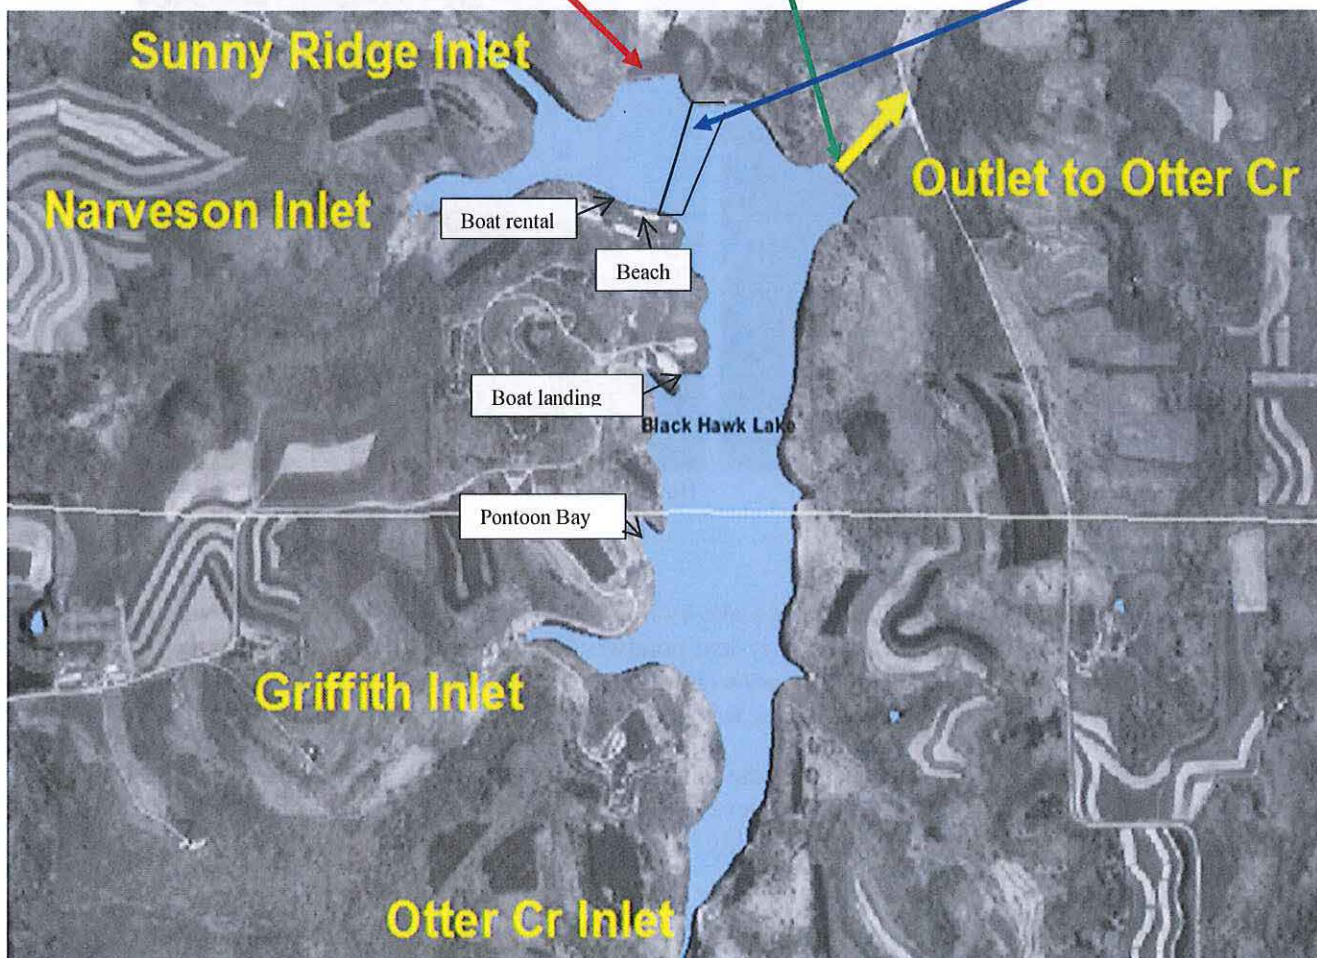 Sunny Ridge Inlet
Outlet to Otter Cr
Narveson Inlet
Boat rental
Beach
Boat landing
Black Hawk Lake
Pontoon Bay
Griffith Inlet
Otter Cr Inlet